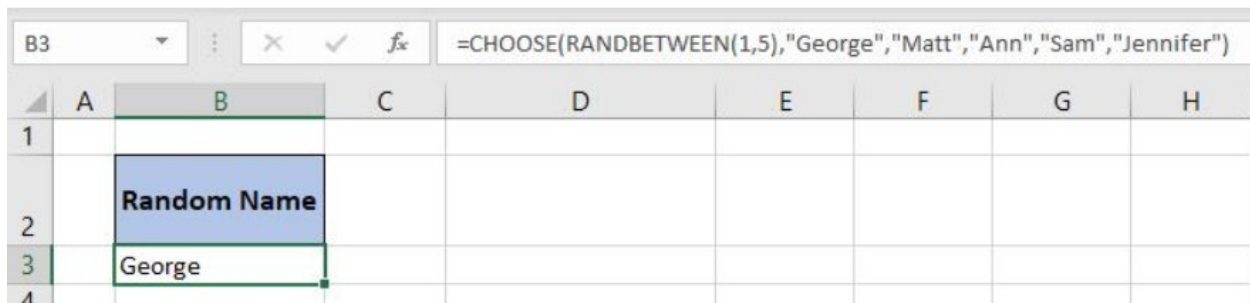 B3 fx =CHOOSE(RANDBETWEEN(1,5),"George","Matt","Ann","Sam","Jennifer")
A B C D E F G H
1
2 Random Name
3 George
4